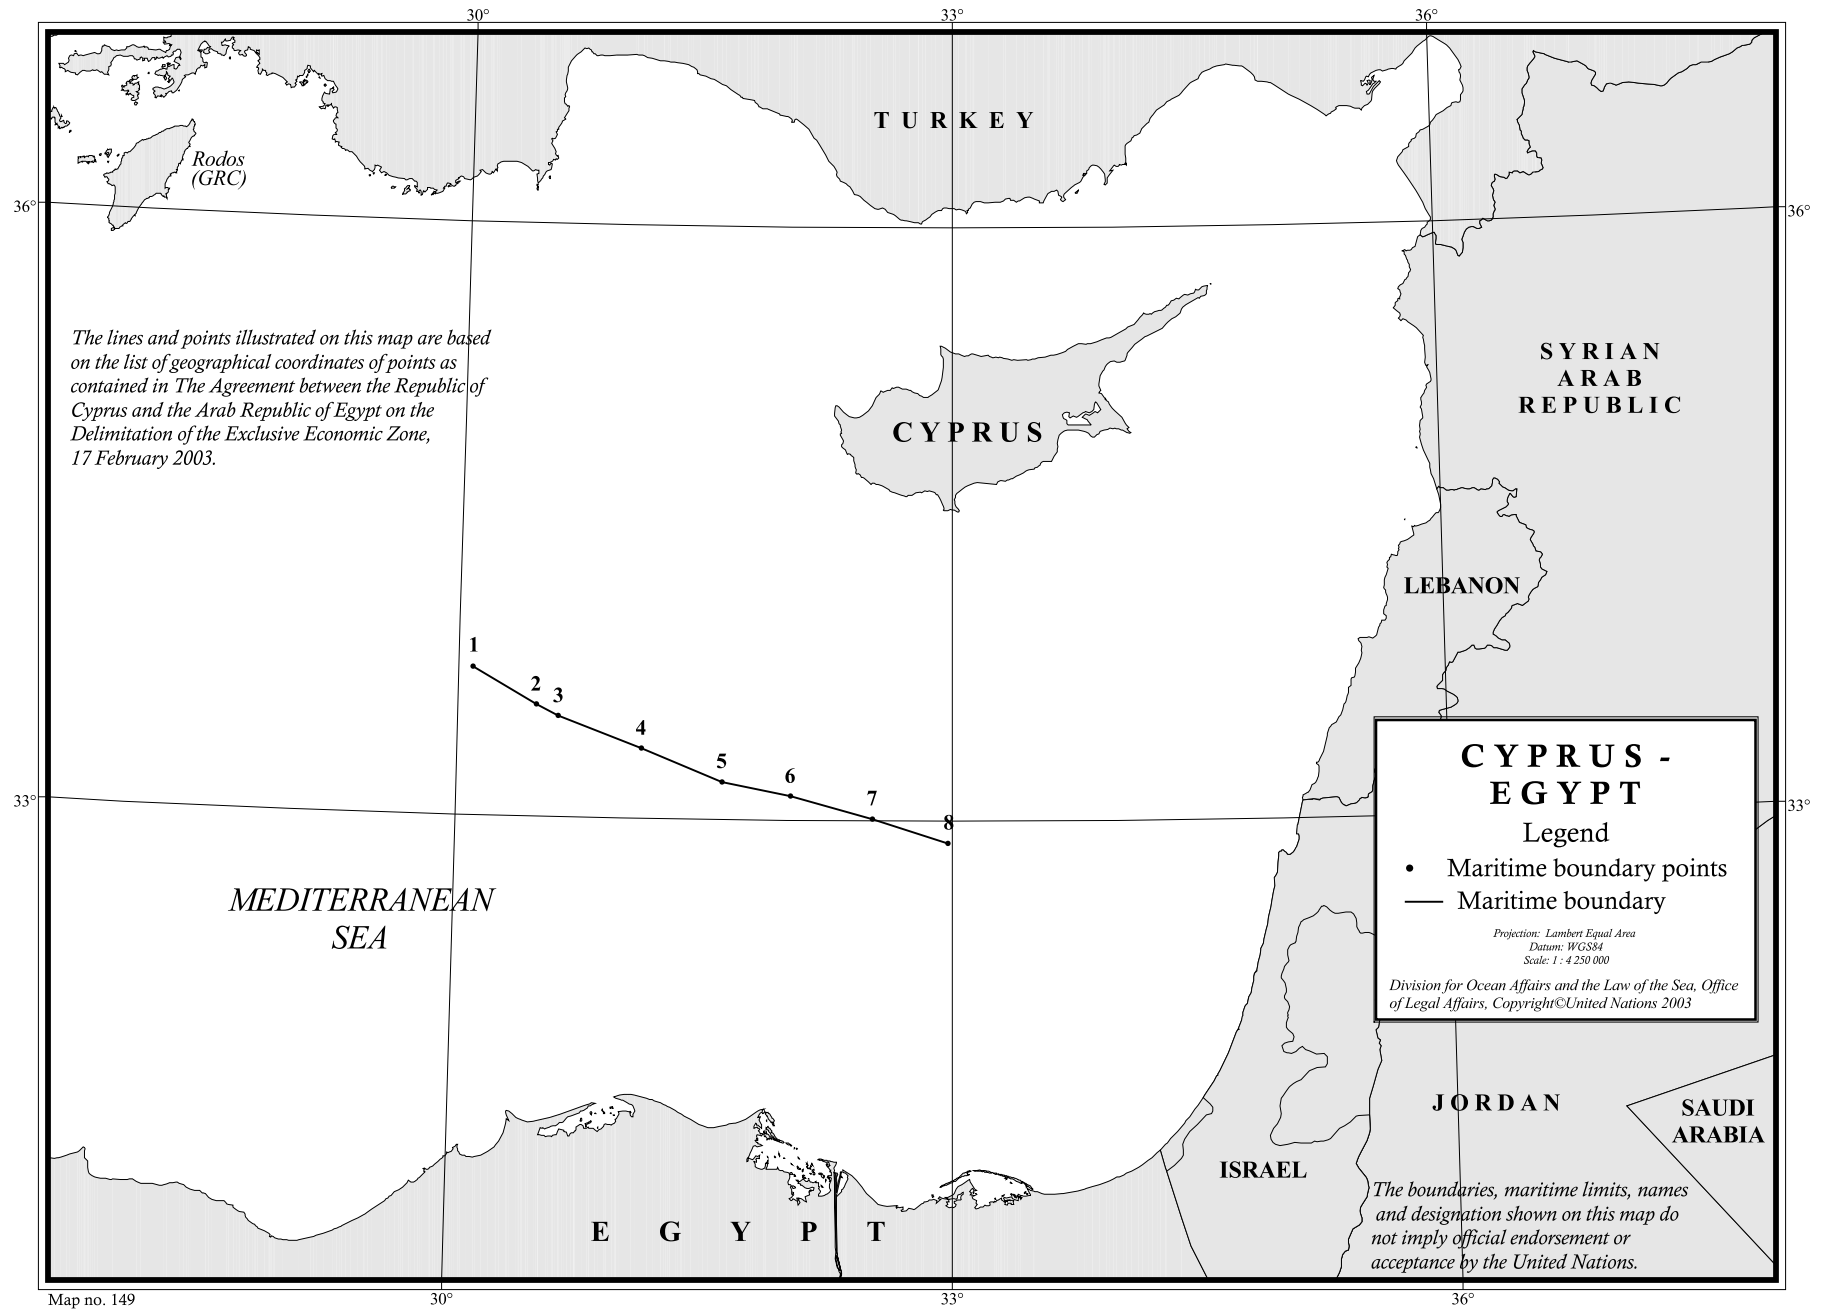 30°
33°
36°
TURKEY
Rodos
(GRC)
36°
36°
The lines and points illustrated on this map are based
on the list of geographical coordinates of points as
contained in The Agreement between the Republic of
Cyprus and the Arab Republic of Egypt on the
Delimitation of the Exclusive Economic Zone,
17 February 2003.
SYRIAN
ARAB
REPUBLIC
CYPRUS
LEBANON
1
2
3
4
5
6
7
8
33°
33°
CYPRUS -
EGYPT
Legend
Maritime boundary points
Maritime boundary
Projection: Lambert Equal Area
Datum: WGS84
Scale: 1 : 4 250 000
Division for Ocean Affairs and the Law of the Sea, Office
of Legal Affairs, Copyright©United Nations 2003
MEDITERRANEAN
SEA
JORDAN
SAUDI
ARABIA
ISRAEL
EGYPT
The boundaries, maritime limits, names
and designation shown on this map do
not imply official endorsement or
acceptance by the United Nations.
Map no. 149
30°
33°
36°